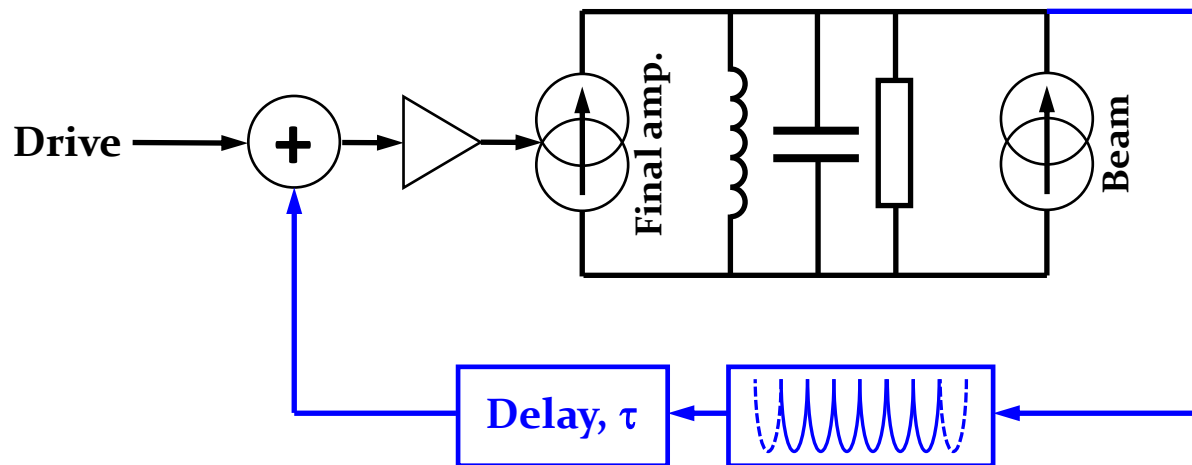 Drive
+
Final amp.
Beam
Delay, τ